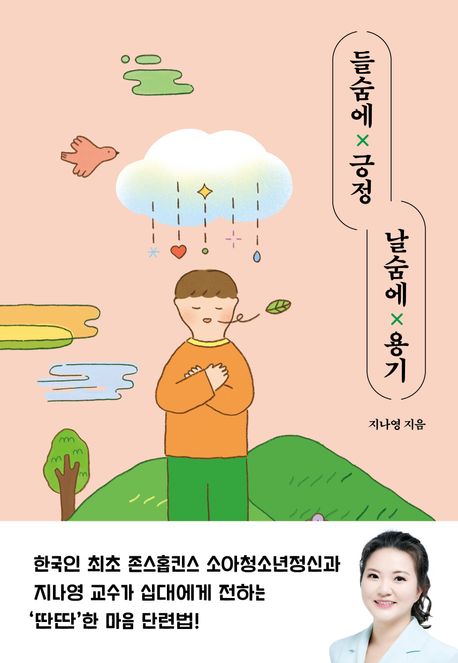 들숨에×긍정
날숨에×용기
지나영 지음
한국인 최초 존스홉킨스 소아청소년정신과
지나영 교수가 십대에게 전하는
‘딴딴’한 마음 단련법!